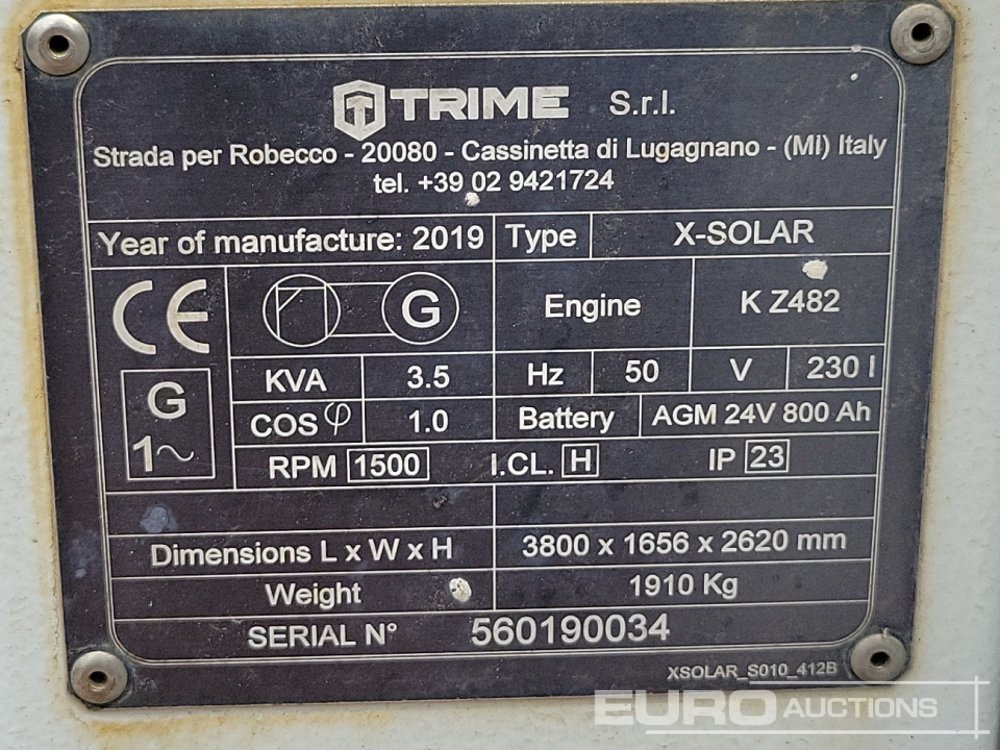 TRIME S.r.l.
Strada per Robecco - 20080 - Cassinetta di Lugagnano - (MI) Italy
tel. +39 02 9421724
Year of manufacture: 2019 Type X-SOLAR
CE G Engine K Z482
KVA 3.5 Hz 50 V 230 I
G
1~
COS φ 1.0 Battery AGM 24V 800 Ah
RPM 1500 I.CL. H IP 23
Dimensions L x W x H 3800 x 1656 x 2620 mm
Weight 1910 Kg
SERIAL N° 560190034
XSOLAR_S010_412B
EURO AUCTIONS